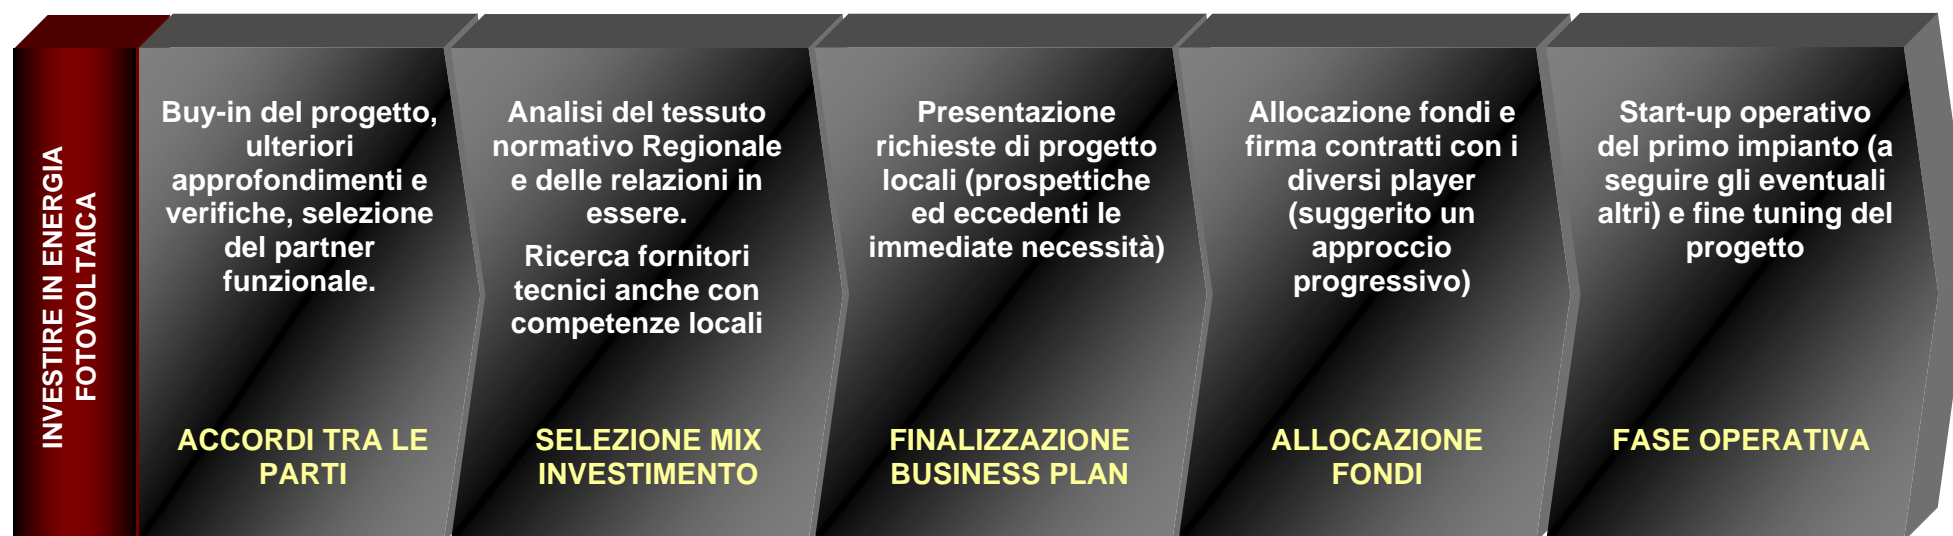 INVESTIRE IN ENERGIA
FOTOVOLTAICA
Buy-in del progetto,
ulteriori
approfondimenti e
verifiche, selezione
del partner
funzionale.
ACCORDI TRA LE
PARTI
Analisi del tessuto
normativo Regionale
e delle relazioni in
essere.
Ricerca fornitori
tecnici anche con
competenze locali
SELEZIONE MIX
INVESTIMENTO
Presentazione
richieste di progetto
locali (prospettiche
ed eccedenti le
immediate necessità)
FINALIZZAZIONE
BUSINESS PLAN
Allocazione fondi e
firma contratti con i
diversi player
(suggerito un
approccio
progressivo)
ALLOCAZIONE
FONDI
Start-up operativo
del primo impianto (a
seguire gli eventuali
altri) e fine tuning del
progetto
FASE OPERATIVA